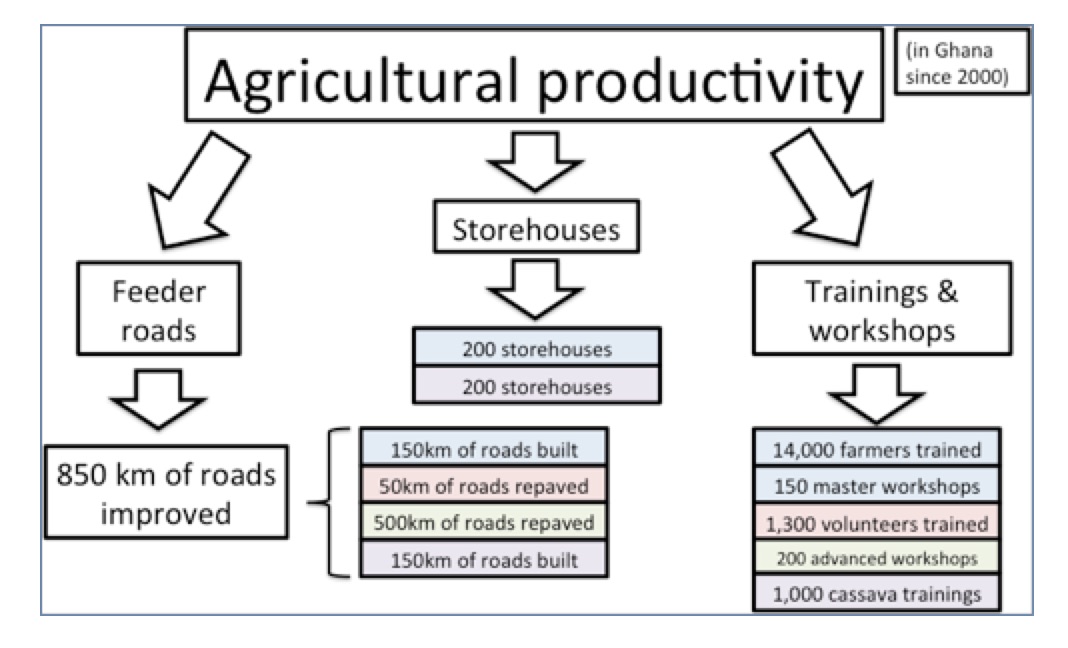 Agricultural productivity
(in Ghana
since 2000)
Storehouses
200 storehouses
200 storehouses
Feeder
roads
850 km of roads
improved
150km of roads built
50km of roads repaved
500km of roads repaved
150km of roads built
Trainings &
workshops
14,000 farmers trained
150 master workshops
1,300 volunteers trained
200 advanced workshops
1,000 cassava trainings